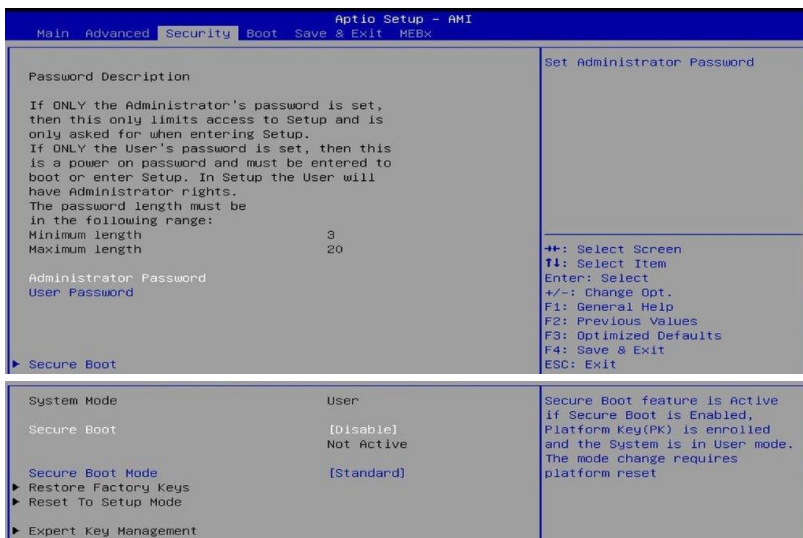 Aptio Setup – AMI
Main Advanced Security Boot Save & Exit MEBx
Password Description
If ONLY the Administrator's password is set,
then this only limits access to Setup and is
only asked for when entering Setup.
If ONLY the User's password is set, then this
is a power on password and must be entered to
boot or enter Setup. In Setup the User will
have Administrator rights.
The password length must be
in the following range:
Minimum length 3
Maximum length 20
Administrator Password
User Password
► Secure Boot
Set Administrator Password
→←: Select Screen
↑↓: Select Item
Enter: Select
+/-: Change Opt.
F1: General Help
F2: Previous Values
F3: Optimized Defaults
F4: Save & Exit
ESC: Exit
System Mode User
Secure Boot [Disable]
Not Active
Secure Boot Mode [Standard]
► Restore Factory Keys
► Reset To Setup Mode
► Expert Key Management
Secure Boot feature is Active
if Secure Boot is Enabled,
Platform Key(PK) is enrolled
and the System is in User mode.
The mode change requires
platform reset